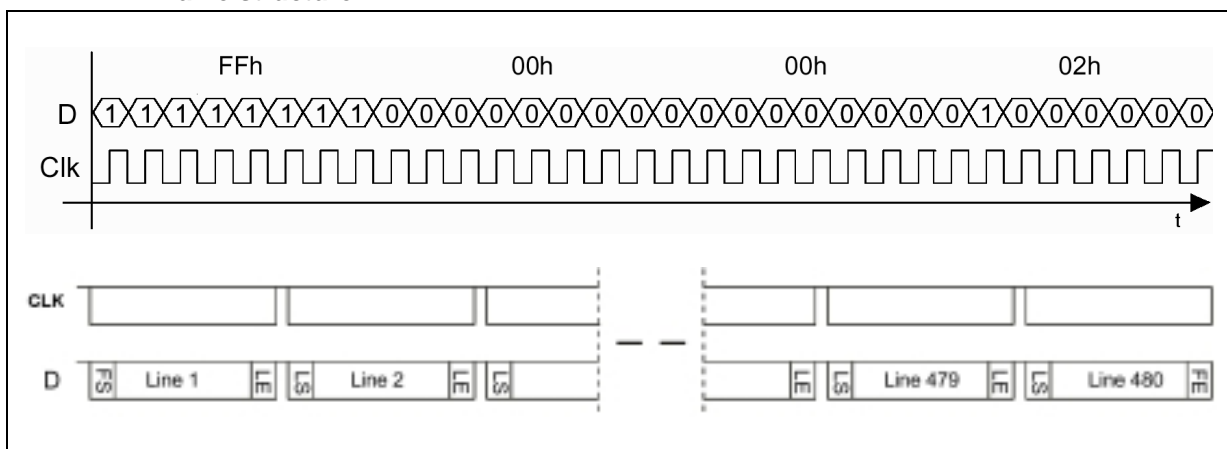 FFh 00h 00h 02h
D 1 1 1 1 1 1 1 1 0 0 0 0 0 0 0 0 0 0 0 0 0 0 0 0 0 1 0 0 0 0 0 0
Clk
t
CLK
D FS Line 1 LE LS Line 2 LE LS LE LS Line 479 LE LS Line 480 FE